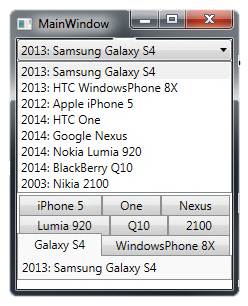 MainWindow
2013: Samsung Galaxy S4
2013: Samsung Galaxy S4
2013: HTC WindowsPhone 8X
2012: Apple iPhone 5
2014: HTC One
2014: Google Nexus
2014: Nokia Lumia 920
2014: BlackBerry Q10
2003: Nikia 2100
iPhone 5 One Nexus
Lumia 920 Q10 2100
Galaxy S4 WindowsPhone 8X
2013: Samsung Galaxy S4